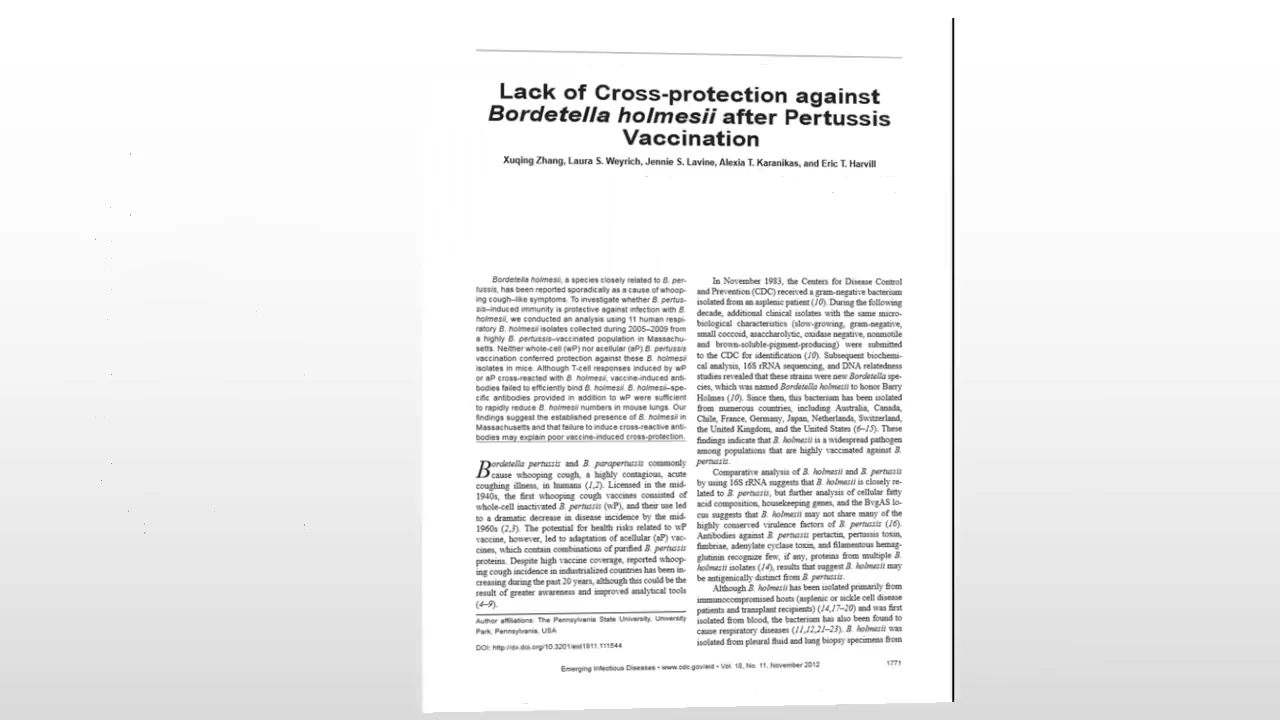 Lack of Cross-protection against
Bordetella holmesii after Pertussis
Vaccination
Xuqing Zhang, Laura S. Weyrich, Jennie S. Lavine, Alexia T. Karanikas, and Eric T. Harvill
Bordetella holmesii, a species closely related to B. per-
tussis, has been reported sporadically as a cause of whoop-
ing cough–like symptoms. To investigate whether B. pertus-
sis–induced immunity is protective against infection with B.
holmesii, we conducted an analysis using 11 human respi-
ratory B. holmesii isolates collected during 2005–2009 from
a highly B. pertussis–vaccinated population in Massachu-
setts. Neither whole-cell (wP) nor acellular (aP) B. pertussis
vaccination conferred protection against these B. holmesii
isolates in mice. Although T-cell responses induced by wP
or aP cross-reacted with B. holmesii, vaccine-induced anti-
bodies failed to efficiently bind B. holmesii. B. holmesii–spe-
cific antibodies provided in addition to wP were sufficient
to rapidly reduce B. holmesii numbers in mouse lungs. Our
findings suggest the established presence of B. holmesii in
Massachusetts and that failure to induce cross-reactive anti-
bodies may explain poor vaccine-induced cross-protection.
Bordetella pertussis and B. parapertussis commonly
cause whooping cough, a highly contagious, acute
coughing illness, in humans (1,2). Licensed in the mid-
1940s, the first whooping cough vaccines consisted of
whole-cell inactivated B. pertussis (wP), and their use led
to a dramatic decrease in disease incidence by the mid-
1960s (2,3). The potential for health risks related to wP
vaccine, however, led to adaptation of acellular (aP) vac-
cines, which contain combinations of purified B. pertussis
proteins. Despite high vaccine coverage, reported whoop-
ing cough incidence in industrialized countries has been in-
creasing during the past 20 years, although this could be the
result of greater awareness and improved analytical tools
(4–9).
Author affiliations: The Pennsylvania State University, University
Park, Pennsylvania, USA
DOI: http://dx.doi.org/10.3201/eid1811.111544
In November 1983, the Centers for Disease Control
and Prevention (CDC) received a gram-negative bacterium
isolated from an asplenic patient (10). During the following
decade, additional clinical isolates with the same micro-
biological characteristics (slow-growing, gram-negative,
small coccoid, asaccharolytic, oxidase negative, nonmotile
and brown-soluble-pigment-producing) were submitted
to the CDC for identification (10). Subsequent biochemi-
cal analysis, 16S rRNA sequencing, and DNA relatedness
studies revealed that these strains were new Bordetella spe-
cies, which was named Bordetella holmesii to honor Barry
Holmes (10). Since then, this bacterium has been isolated
from numerous countries, including Australia, Canada,
Chile, France, Germany, Japan, Netherlands, Switzerland,
the United Kingdom, and the United States (6–15). These
findings indicate that B. holmesii is a widespread pathogen
among populations that are highly vaccinated against B.
pertussis.
Comparative analysis of B. holmesii and B. pertussis
by using 16S rRNA suggests that B. holmesii is closely re-
lated to B. pertussis, but further analysis of cellular fatty
acid composition, housekeeping genes, and the BvgAS lo-
cus suggests that B. holmesii may not share many of the
highly conserved virulence factors of B. pertussis (16).
Antibodies against B. pertussis pertactin, pertussis toxin,
fimbriae, adenylate cyclase toxin, and filamentous hemag-
glutinin recognize few, if any, proteins from multiple B.
holmesii isolates (14), results that suggest B. holmesii may
be antigenically distinct from B. pertussis.
Although B. holmesii has been isolated primarily from
immunocompromised hosts (asplenic or sickle cell disease
patients and transplant recipients) (14,17–20) and was first
isolated from blood, the bacterium has also been found to
cause respiratory diseases (11,12,21–23). B. holmesii was
isolated from pleural fluid and lung biopsy specimens from
Emerging Infectious Diseases • www.cdc.gov/eid • Vol. 18, No. 11, November 2012
1771